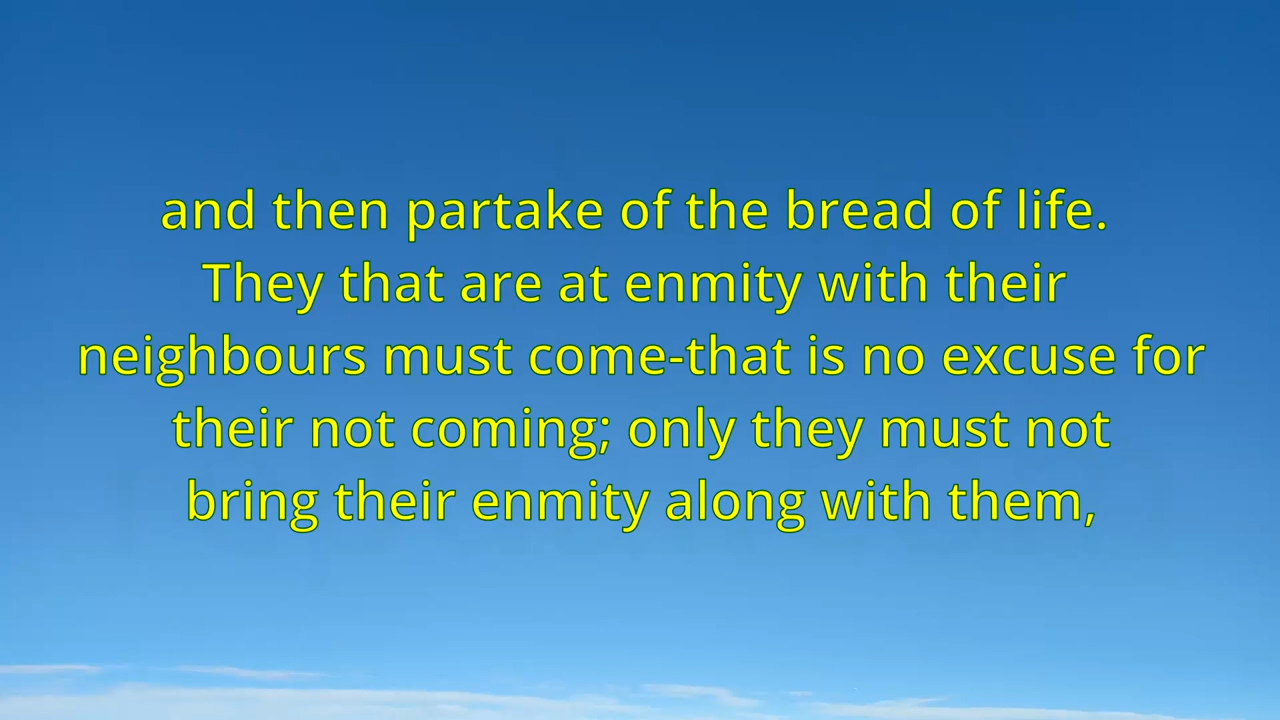 and then partake of the bread of life.
They that are at enmity with their
neighbours must come-that is no excuse for
their not coming; only they must not
bring their enmity along with them,